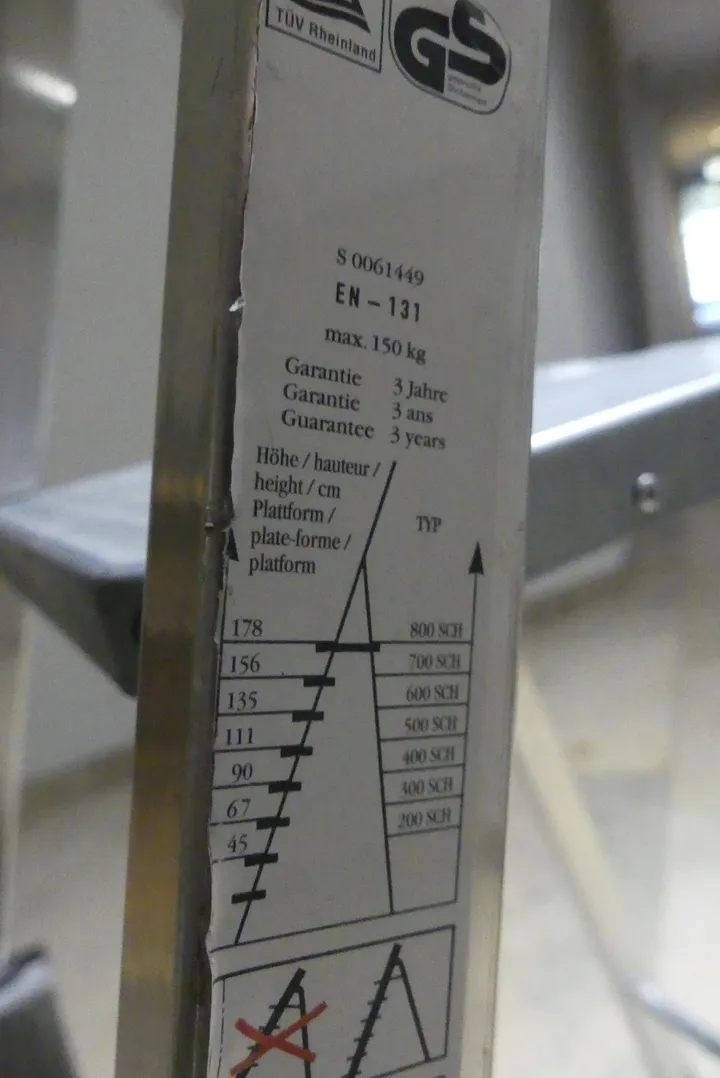 TÜV Rheinland
GS
S 0061449
EN – 131
max. 150 kg
Garantie 3 Jahre
Garantie 3 ans
Guarantee 3 years
Höhe / hauteur /
height / cm
Plattform /
plate-forme /
platform
TYP
178 800 SCH
156 700 SCH
135 600 SCH
111 500 SCH
90 400 SCH
67 300 SCH
45 200 SCH